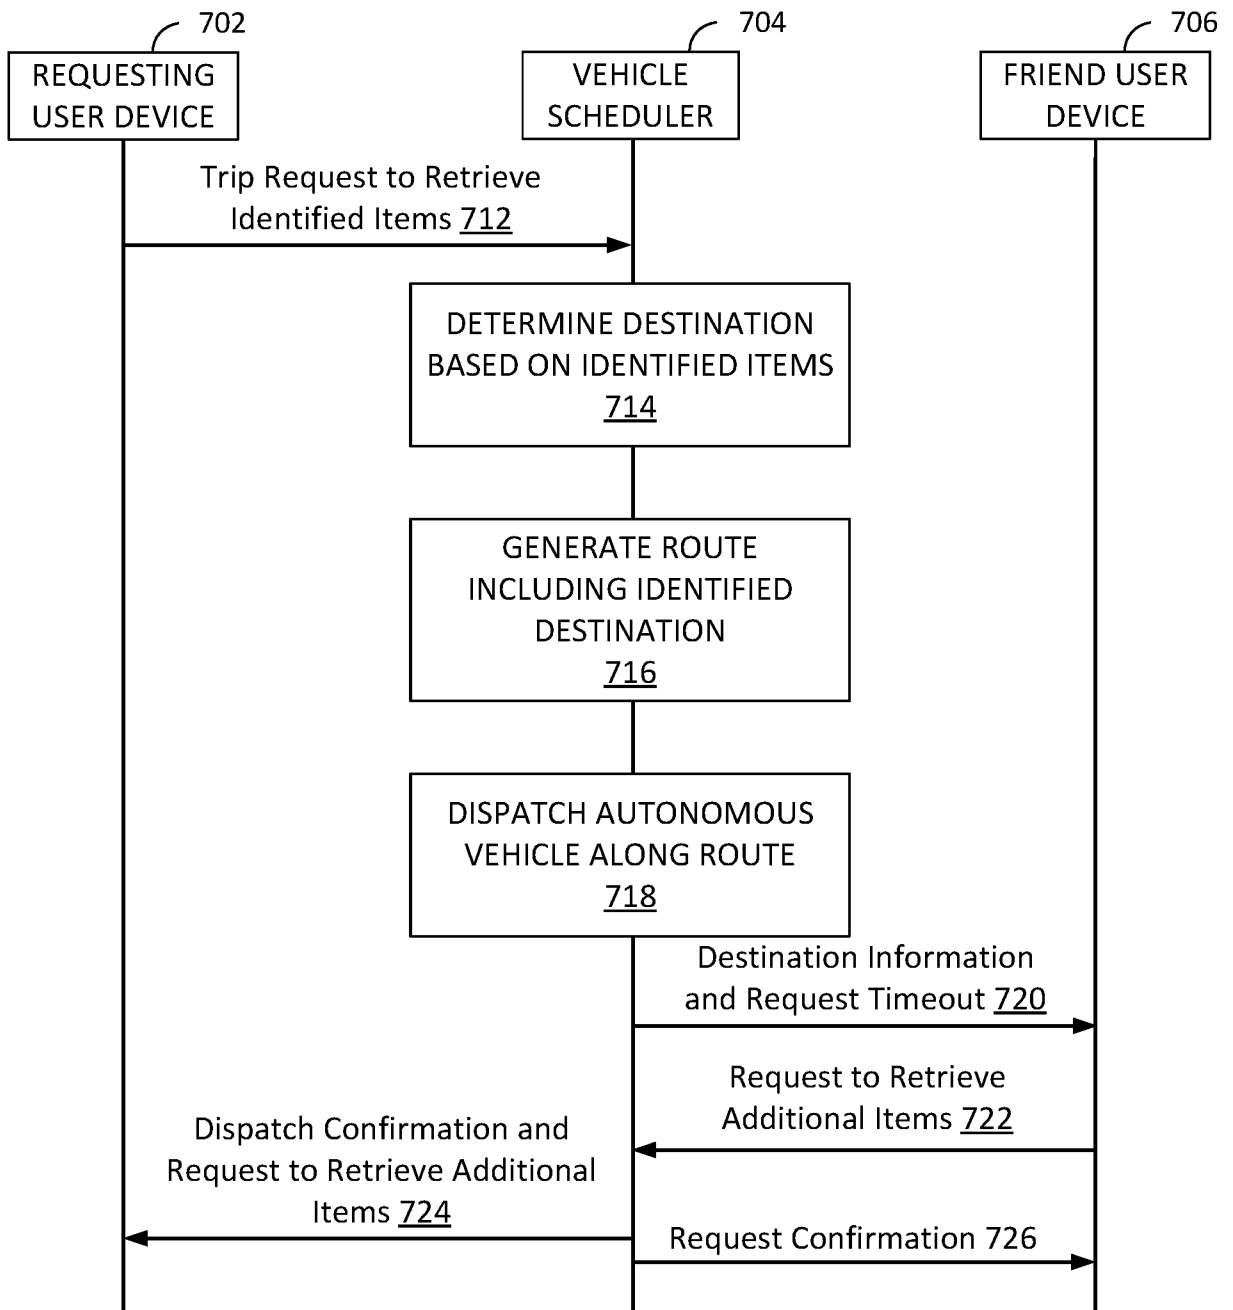 702
704
706
REQUESTING
USER DEVICE
VEHICLE
SCHEDULER
FRIEND USER
DEVICE
Trip Request to Retrieve
Identified Items 712
DETERMINE DESTINATION
BASED ON IDENTIFIED ITEMS
714
GENERATE ROUTE
INCLUDING IDENTIFIED
DESTINATION
716
DISPATCH AUTONOMOUS
VEHICLE ALONG ROUTE
718
Destination Information
and Request Timeout 720
Request to Retrieve
Additional Items 722
Dispatch Confirmation and
Request to Retrieve Additional
Items 724
Request Confirmation 726